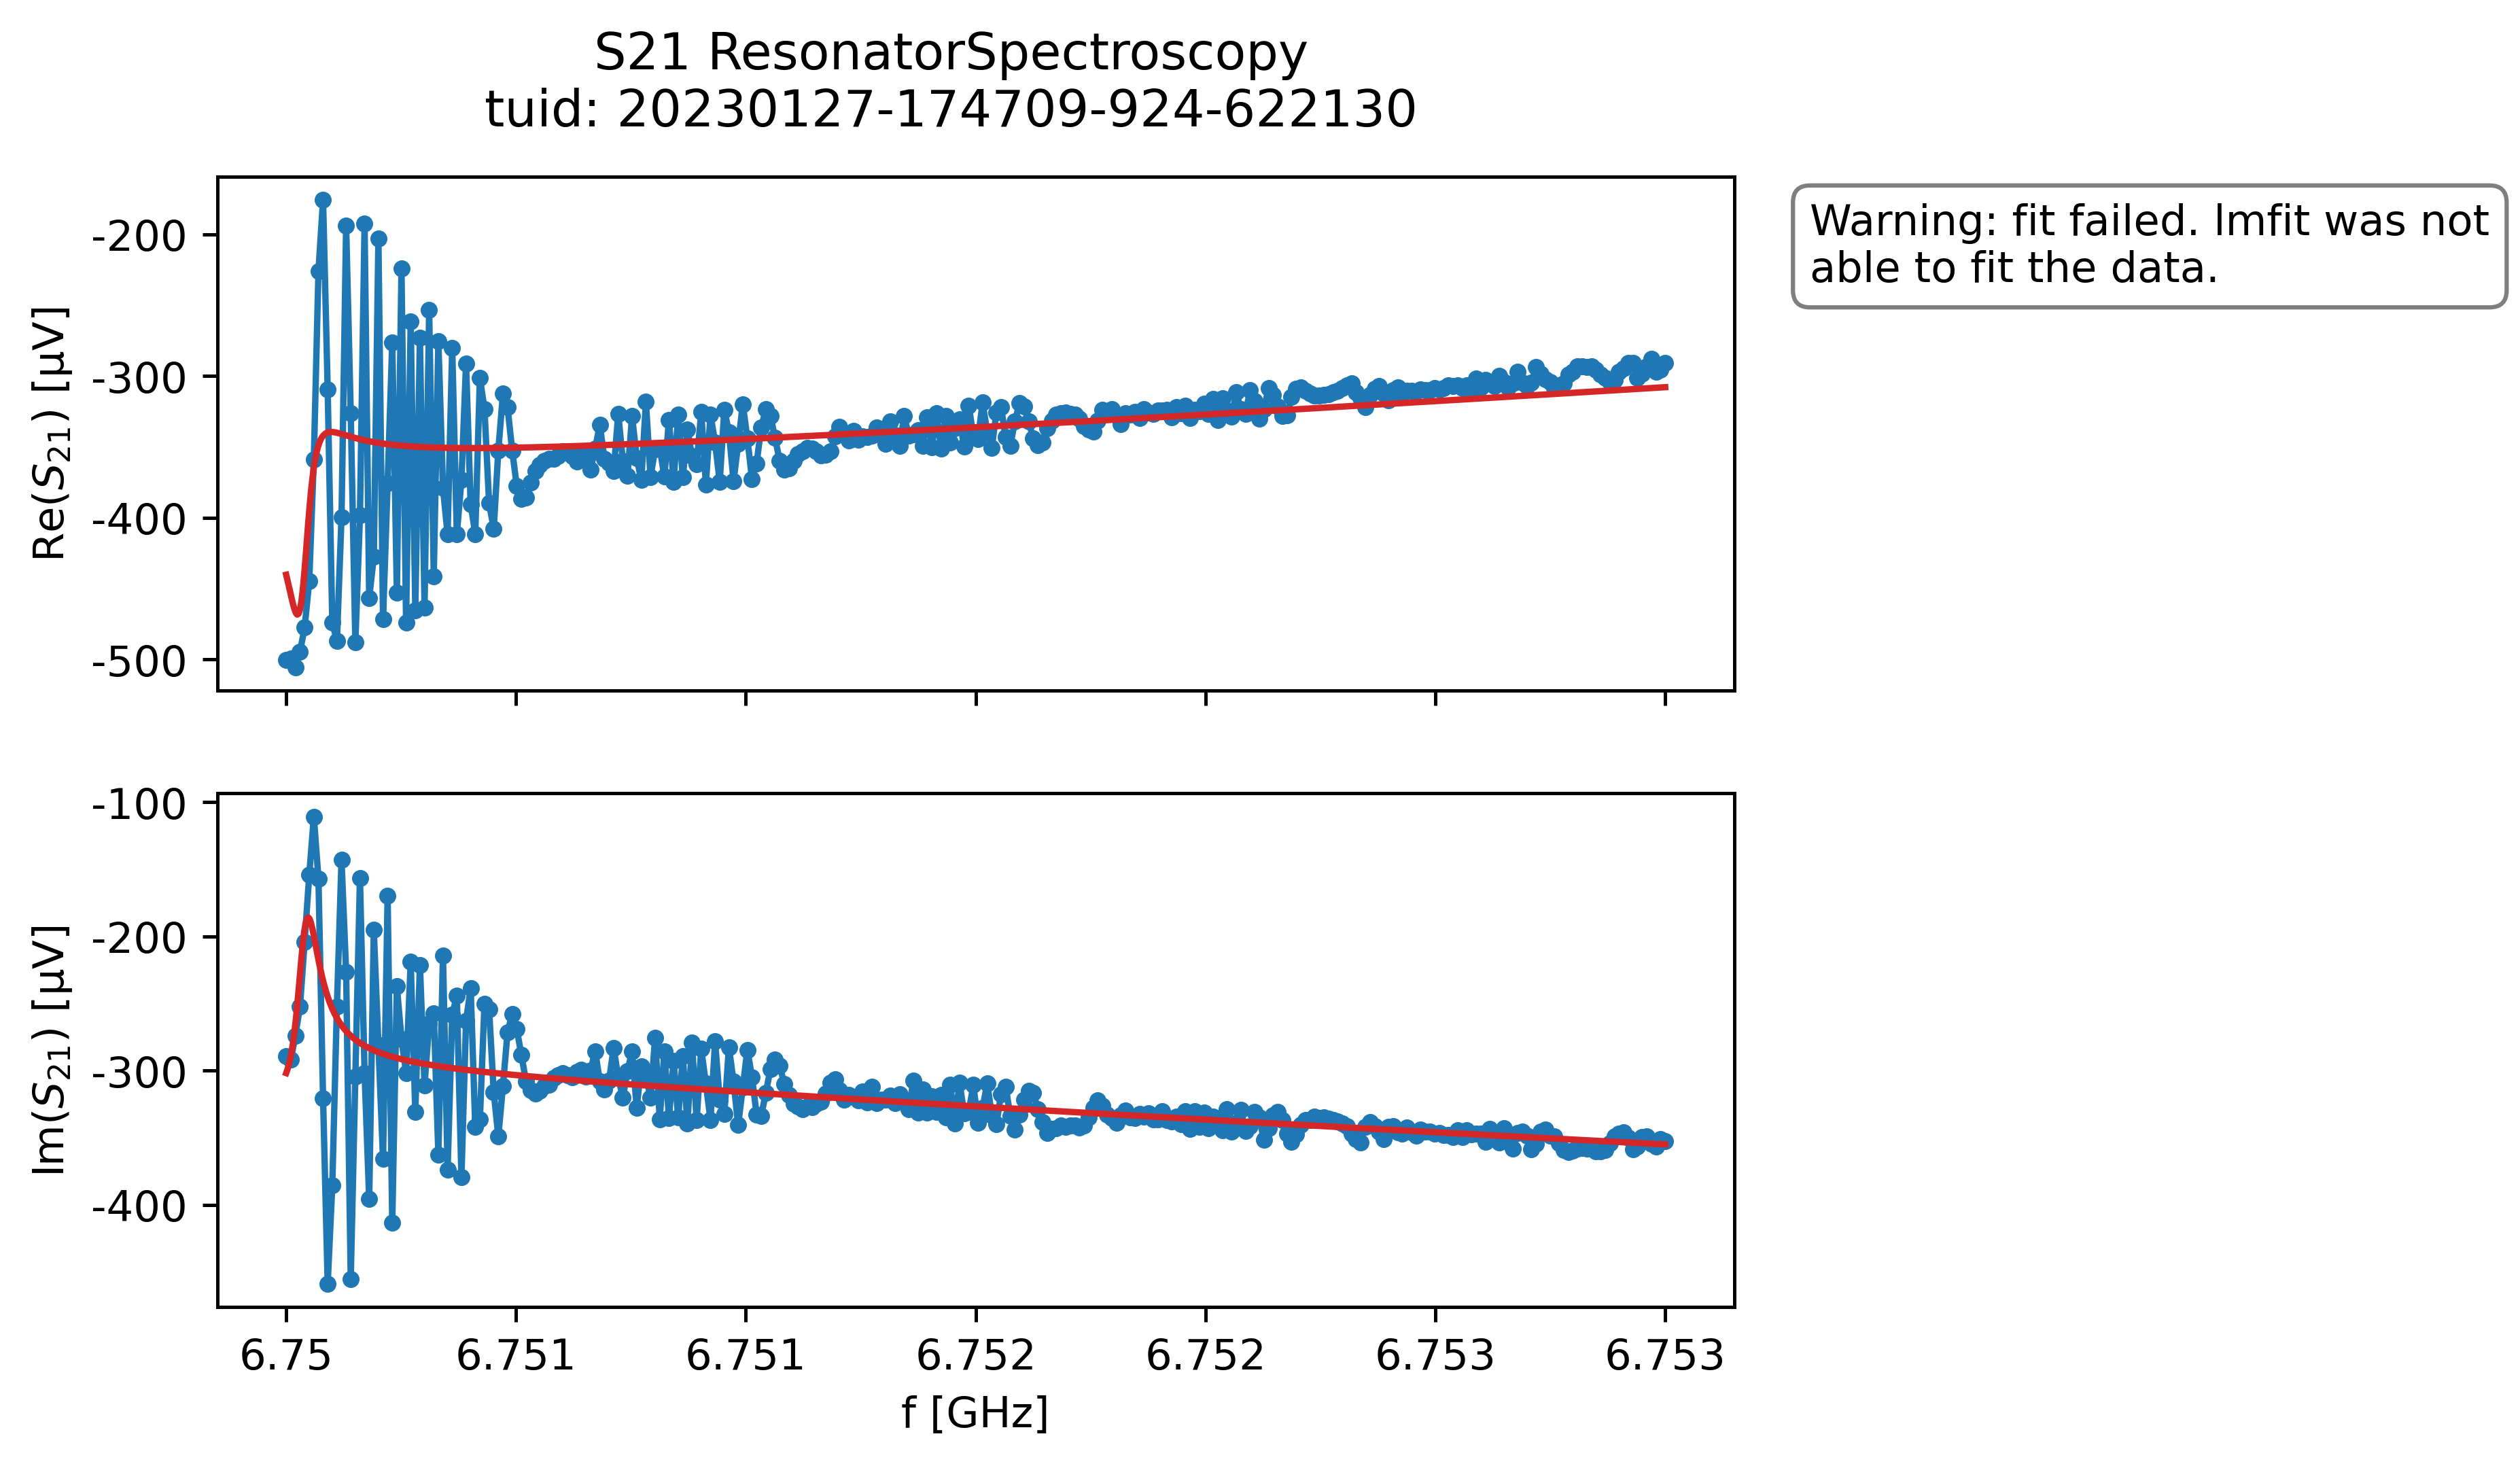 S21 ResonatorSpectroscopy
tuid: 20230127-174709-924-622130
Warning: fit failed. lmfit was not
able to fit the data.
Re(S21) [µV]
-200
-300
-400
-500
Im(S21) [µV]
-100
-200
-300
-400
6.75 6.751 6.751 6.752 6.752 6.753 6.753
f [GHz]